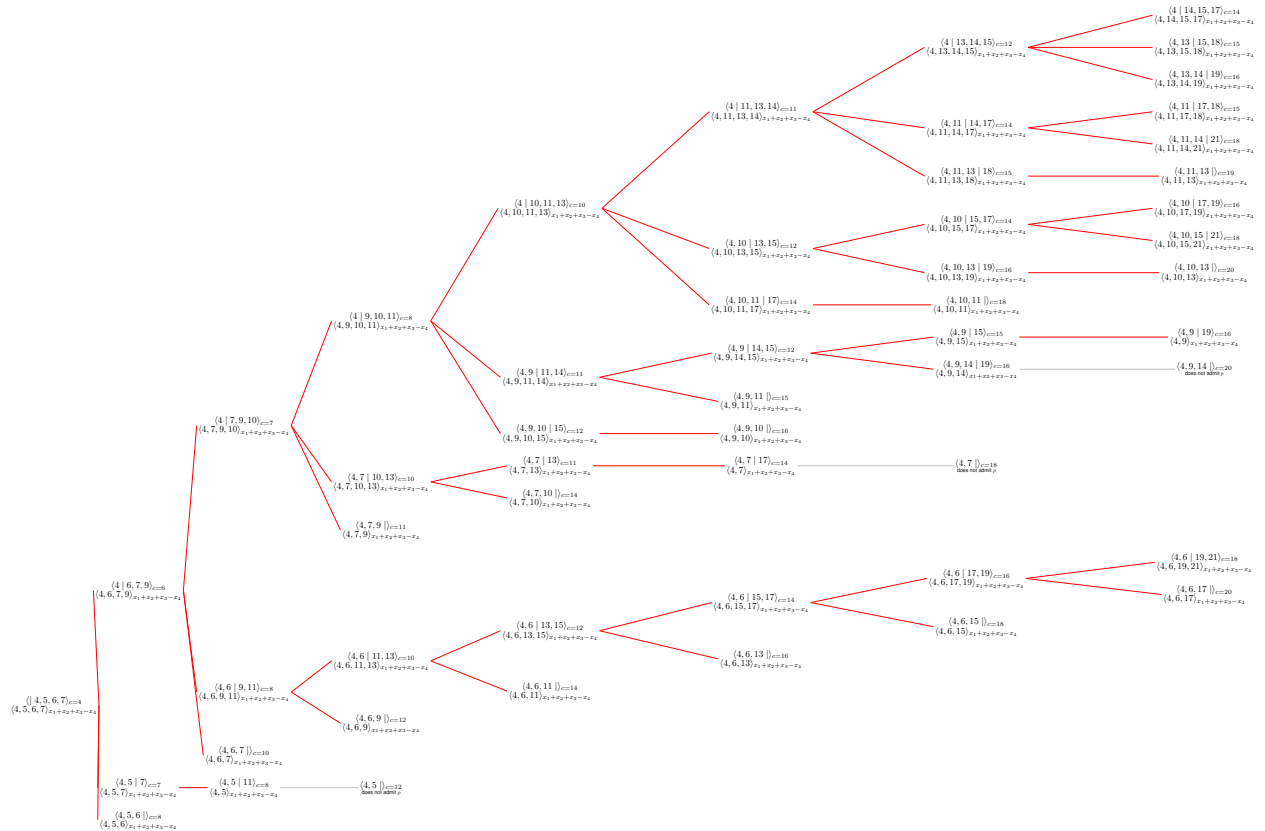 ⟨4 | 14, 15, 17⟩c=14
⟨4, 14, 15, 17⟩x1+x2+x3−x4
⟨4, 13 | 15, 18⟩c=15
⟨4, 13, 15, 18⟩x1+x2+x3−x4
⟨4, 13, 14 | 19⟩c=16
⟨4, 13, 14, 19⟩x1+x2+x3−x4
⟨4, 11 | 17, 18⟩c=15
⟨4, 11, 17, 18⟩x1+x2+x3−x4
⟨4, 11, 14 | 21⟩c=18
⟨4, 11, 14, 21⟩x1+x2+x3−x4
⟨4, 11, 13 |⟩c=19
⟨4, 11, 13⟩x1+x2+x3−x4
⟨4, 10 | 17, 19⟩c=16
⟨4, 10, 17, 19⟩x1+x2+x3−x4
⟨4, 10, 15 | 21⟩c=18
⟨4, 10, 15, 21⟩x1+x2+x3−x4
⟨4, 10, 13 |⟩c=20
⟨4, 10, 13⟩x1+x2+x3−x4
⟨4, 9 | 19⟩c=16
⟨4, 9⟩x1+x2+x3−x4
⟨4, 9, 14 |⟩c=20
does not admit p
⟨4, 6 | 19, 21⟩c=18
⟨4, 6, 19, 21⟩x1+x2+x3−x4
⟨4, 6, 17 |⟩c=20
⟨4, 6, 17⟩x1+x2+x3−x4
⟨4 | 13, 14, 15⟩c=12
⟨4, 13, 14, 15⟩x1+x2+x3−x4
⟨4, 11 | 14, 17⟩c=14
⟨4, 11, 14, 17⟩x1+x2+x3−x4
⟨4, 11, 13 | 18⟩c=15
⟨4, 11, 13, 18⟩x1+x2+x3−x4
⟨4, 10 | 15, 17⟩c=14
⟨4, 10, 15, 17⟩x1+x2+x3−x4
⟨4, 10, 13 | 19⟩c=16
⟨4, 10, 13, 19⟩x1+x2+x3−x4
⟨4, 10, 11 |⟩c=18
⟨4, 10, 11⟩x1+x2+x3−x4
⟨4, 9 | 15⟩c=15
⟨4, 9, 15⟩x1+x2+x3−x4
⟨4, 9, 14 | 19⟩c=16
⟨4, 9, 14⟩x1+x2+x3−x4
⟨4, 7 |⟩c=18
does not admit p
⟨4, 6 | 17, 19⟩c=16
⟨4, 6, 17, 19⟩x1+x2+x3−x4
⟨4, 6, 15 |⟩c=18
⟨4, 6, 15⟩x1+x2+x3−x4
⟨4 | 11, 13, 14⟩c=11
⟨4, 11, 13, 14⟩x1+x2+x3−x4
⟨4, 10 | 13, 15⟩c=12
⟨4, 10, 13, 15⟩x1+x2+x3−x4
⟨4, 10, 11 | 17⟩c=14
⟨4, 10, 11, 17⟩x1+x2+x3−x4
⟨4, 9 | 14, 15⟩c=12
⟨4, 9, 14, 15⟩x1+x2+x3−x4
⟨4, 9, 11 |⟩c=15
⟨4, 9, 11⟩x1+x2+x3−x4
⟨4, 9, 10 |⟩c=16
⟨4, 9, 10⟩x1+x2+x3−x4
⟨4, 7 | 17⟩c=14
⟨4, 7⟩x1+x2+x3−x4
⟨4, 6 | 15, 17⟩c=14
⟨4, 6, 15, 17⟩x1+x2+x3−x4
⟨4, 6, 13 |⟩c=16
⟨4, 6, 13⟩x1+x2+x3−x4
⟨4 | 10, 11, 13⟩c=10
⟨4, 10, 11, 13⟩x1+x2+x3−x4
⟨4, 9 | 11, 14⟩c=11
⟨4, 9, 11, 14⟩x1+x2+x3−x4
⟨4, 9, 10 | 15⟩c=12
⟨4, 9, 10, 15⟩x1+x2+x3−x4
⟨4, 7 | 13⟩c=11
⟨4, 7, 13⟩x1+x2+x3−x4
⟨4, 7, 10 |⟩c=14
⟨4, 7, 10⟩x1+x2+x3−x4
⟨4, 6 | 13, 15⟩c=12
⟨4, 6, 13, 15⟩x1+x2+x3−x4
⟨4, 6, 11 |⟩c=14
⟨4, 6, 11⟩x1+x2+x3−x4
⟨4 | 9, 10, 11⟩c=8
⟨4, 9, 10, 11⟩x1+x2+x3−x4
⟨4, 7 | 10, 13⟩c=10
⟨4, 7, 10, 13⟩x1+x2+x3−x4
⟨4, 7, 9 |⟩c=11
⟨4, 7, 9⟩x1+x2+x3−x4
⟨4, 6 | 11, 13⟩c=10
⟨4, 6, 11, 13⟩x1+x2+x3−x4
⟨4, 6, 9 |⟩c=12
⟨4, 6, 9⟩x1+x2+x3−x4
⟨4, 5 |⟩c=12
does not admit p
⟨4 | 7, 9, 10⟩c=7
⟨4, 7, 9, 10⟩x1+x2+x3−x4
⟨4, 6 | 9, 11⟩c=8
⟨4, 6, 9, 11⟩x1+x2+x3−x4
⟨4, 6, 7 |⟩c=10
⟨4, 6, 7⟩x1+x2+x3−x4
⟨4, 5 | 11⟩c=8
⟨4, 5⟩x1+x2+x3−x4
⟨4 | 6, 7, 9⟩c=6
⟨4, 6, 7, 9⟩x1+x2+x3−x4
⟨4, 5 | 7⟩c=7
⟨4, 5, 7⟩x1+x2+x3−x4
⟨4, 5, 6 |⟩c=8
⟨4, 5, 6⟩x1+x2+x3−x4
⟨| 4, 5, 6, 7⟩c=4
⟨4, 5, 6, 7⟩x1+x2+x3−x4